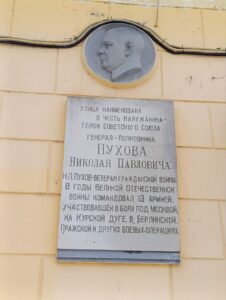 УЛИЦА НАИМЕНОВАНА
В ЧЕСТЬ КАЛУЖАНИНА-
ГЕРОЯ СОВЕТСКОГО СОЮЗА
ГЕНЕРАЛ-ПОЛКОВНИКА
ПУХОВА
НИКОЛАЯ ПАВЛОВИЧА.
Н.П.ПУХОВ-ВЕТЕРАН ГРАЖДАНСКОЙ ВОЙНЫ,
В ГОДЫ ВЕЛИКОЙ ОТЕЧЕСТВЕННОЙ
ВОЙНЫ КОМАНДОВАЛ 13 АРМИЕЙ,
УЧАСТВОВАВШЕЙ В БОЯХ ПОД МОСКВОЙ,
НА КУРСКОЙ ДУГЕ, В БЕРЛИНСКОЙ,
ПРАЖСКОЙ И ДРУГИХ БОЕВЫХ ОПЕРАЦИЯХ.